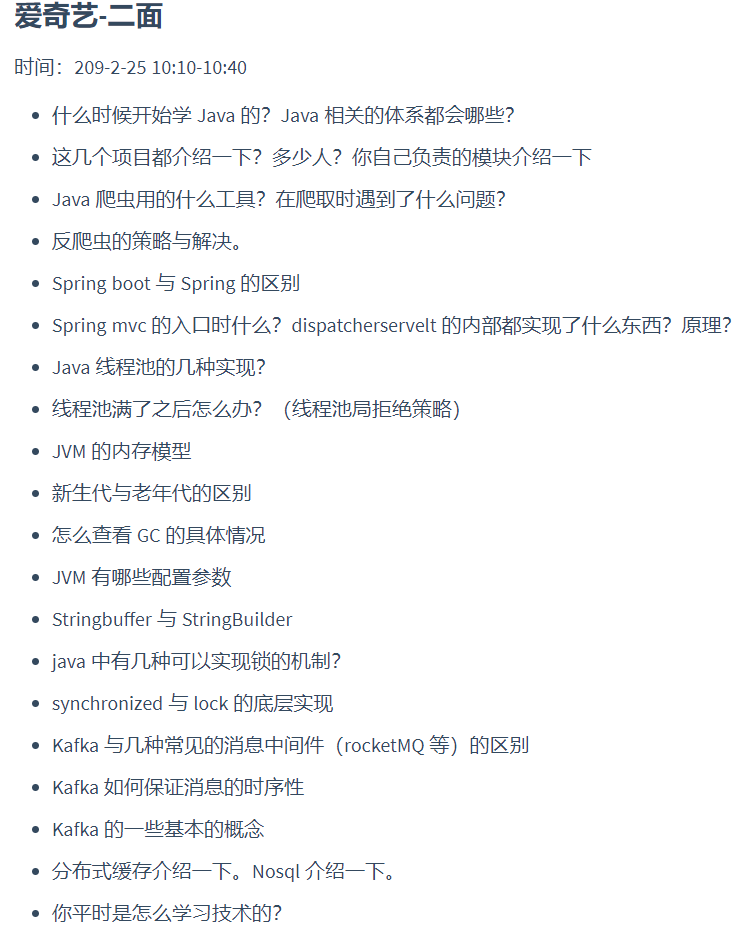 爱奇艺-二面
时间：209-2-25 10:10-10:40
什么时候开始学 Java 的？Java 相关的体系都会哪些？
这几个项目都介绍一下？多少人？你自己负责的模块介绍一下
Java 爬虫用的什么工具？在爬取时遇到了什么问题？
反爬虫的策略与解决。
Spring boot 与 Spring 的区别
Spring mvc 的入口时什么？dispatcherservelt 的内部都实现了什么东西？原理？
Java 线程池的几种实现？
线程池满了之后怎么办？（线程池局拒绝策略）
JVM 的内存模型
新生代与老年代的区别
怎么查看 GC 的具体情况
JVM 有哪些配置参数
Stringbuffer 与 StringBuilder
java 中有几种可以实现锁的机制？
synchronized 与 lock 的底层实现
Kafka 与几种常见的消息中间件（rocketMQ 等）的区别
Kafka 如何保证消息的时序性
Kafka 的一些基本的概念
分布式缓存介绍一下。Nosql 介绍一下。
你平时是怎么学习技术的？